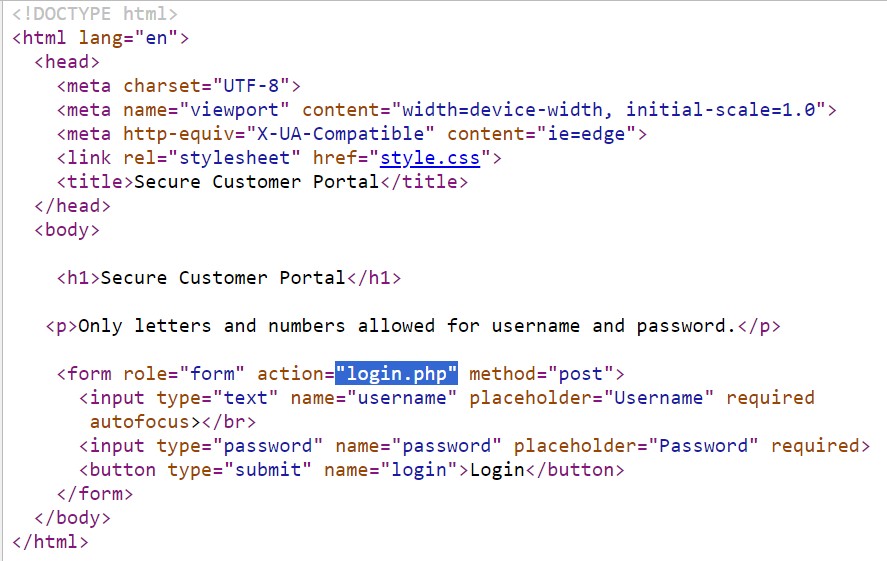 <!DOCTYPE html>
<html lang="en">
<head>
<meta charset="UTF-8">
<meta name="viewport" content="width=device-width, initial-scale=1.0">
<meta http-equiv="X-UA-Compatible" content="ie=edge">
<link rel="stylesheet" href="style.css">
<title>Secure Customer Portal</title>
</head>
<body>
<h1>Secure Customer Portal</h1>
<p>Only letters and numbers allowed for username and password.</p>
<form role="form" action="login.php" method="post">
<input type="text" name="username" placeholder="Username" required
autofocus></br>
<input type="password" name="password" placeholder="Password" required>
<button type="submit" name="login">Login</button>
</form>
</body>
</html>